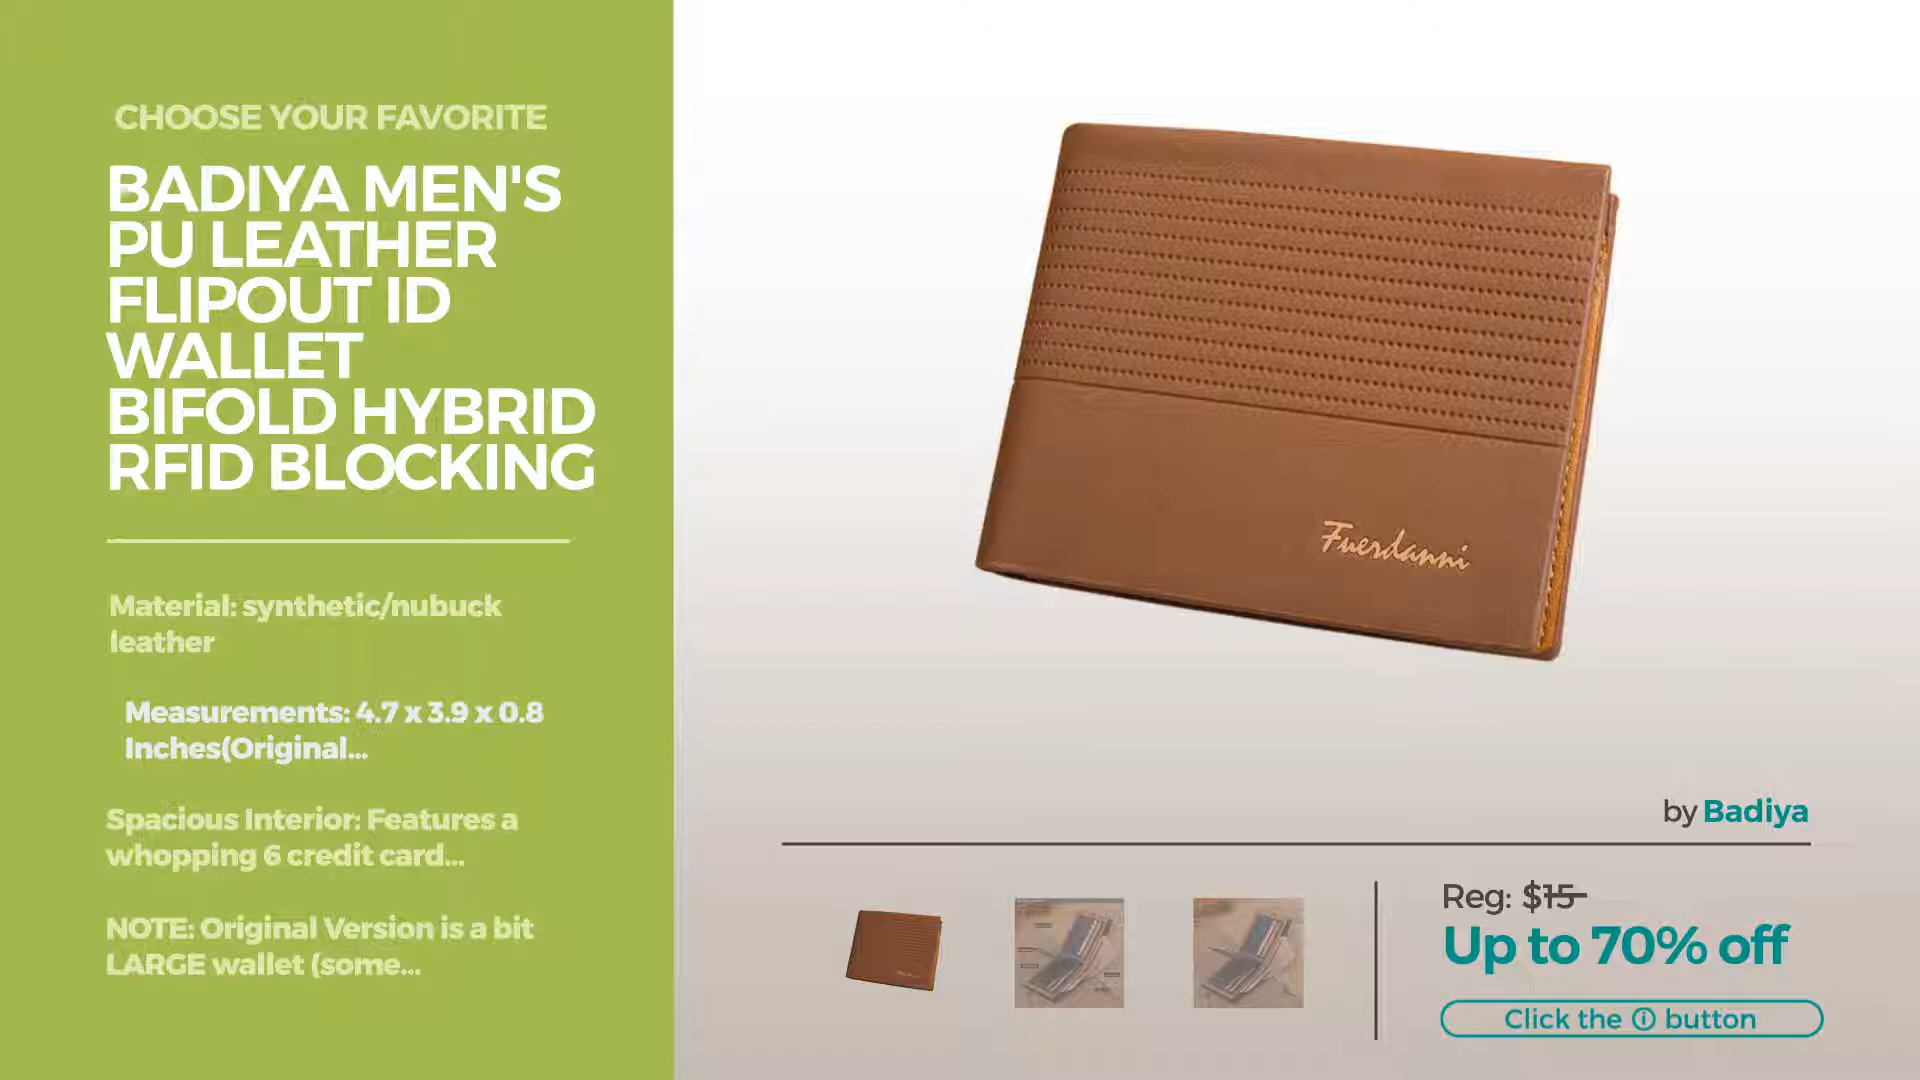 CHOOSE YOUR FAVORITE
BADIYA MEN'S
PU LEATHER
FLIPOUT ID
WALLET
BIFOLD HYBRID
RFID BLOCKING
Material: synthetic/nubuck
leather
Measurements: 4.7 x 3.9 x 0.8
Inches(Original...
Spacious Interior: Features a
whopping 6 credit card...
NOTE: Original Version is a bit
LARGE wallet (some...
Fuerdanni
by Badiya
Reg: $15
Up to 70% off
Click the ⓘ button